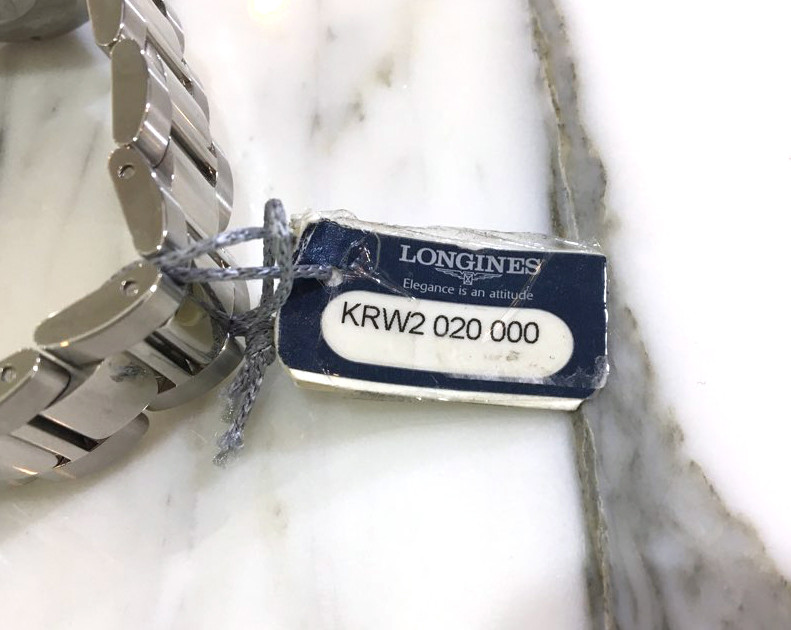 LONGINES
Elegance is an attitude
KRW2 020 000